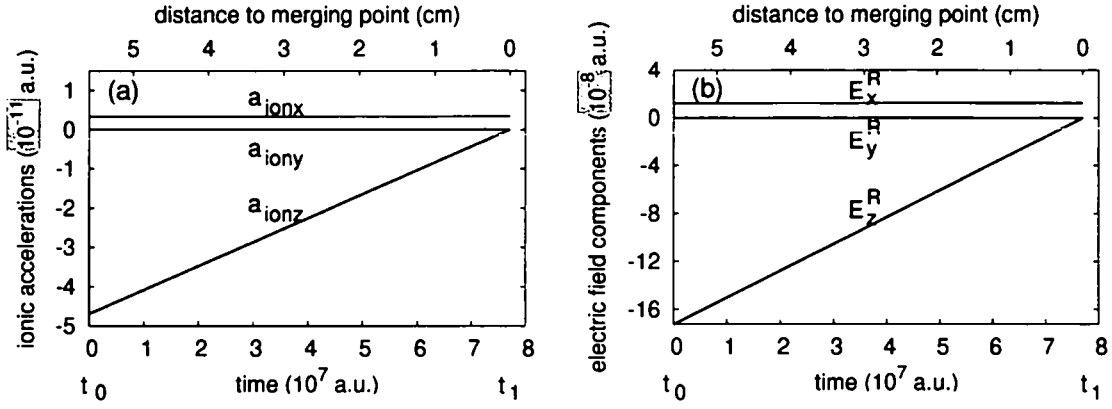 distance to merging point (cm)
5 4 3 2 1 0
(a)
ionic accelerations (10^-11 a.u.)
1
0
-1
-2
-3
-4
-5
a_ionx
a_iony
a_ionz
0 1 2 3 4 5 6 7 8
t_0 time (10^7 a.u.) t_1
distance to merging point (cm)
5 4 3 2 1 0
(b)
electric field components (10^-8 a.u.)
4
0
-4
-8
-12
-16
E_x^R
E_y^R
E_z^R
0 1 2 3 4 5 6 7 8
t_0 time (10^7 a.u.) t_1